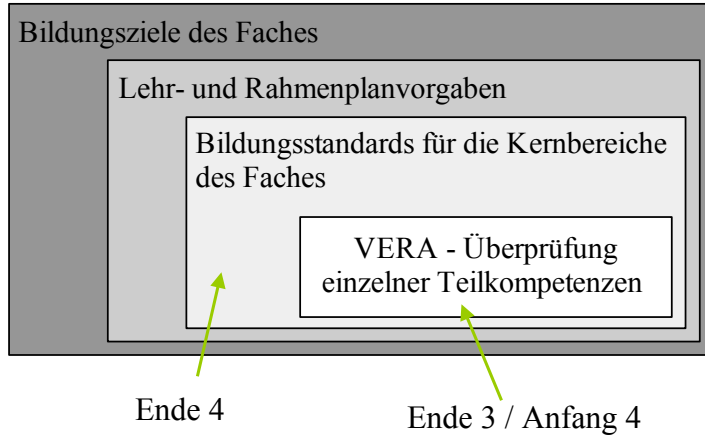 Bildungsziele des Faches
Lehr- und Rahmenplanvorgaben
Bildungsstandards für die Kernbereiche
des Faches
VERA - Überprüfung
einzelner Teilkompetenzen
Ende 4
Ende 3 / Anfang 4